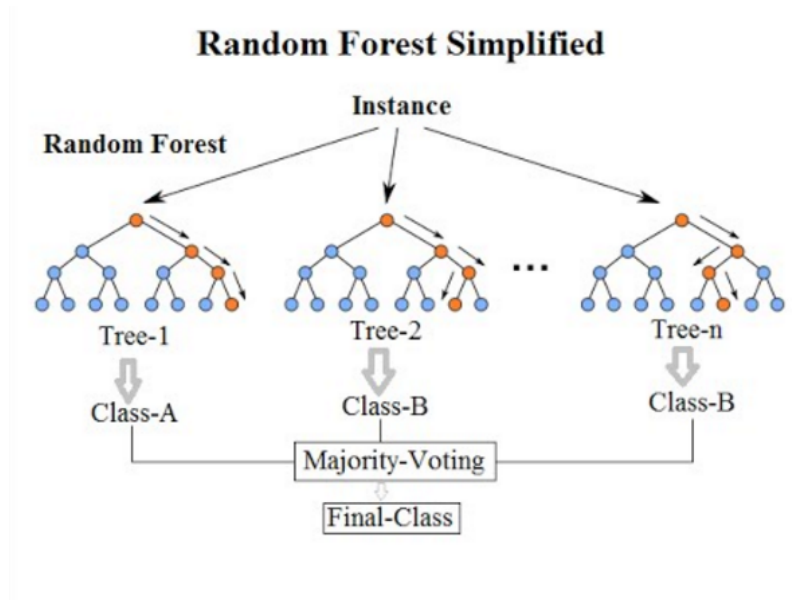 Random Forest Simplified
Instance
Random Forest
...
Tree-1
Tree-2
Tree-n
Class-A
Class-B
Class-B
Majority-Voting
Final-Class